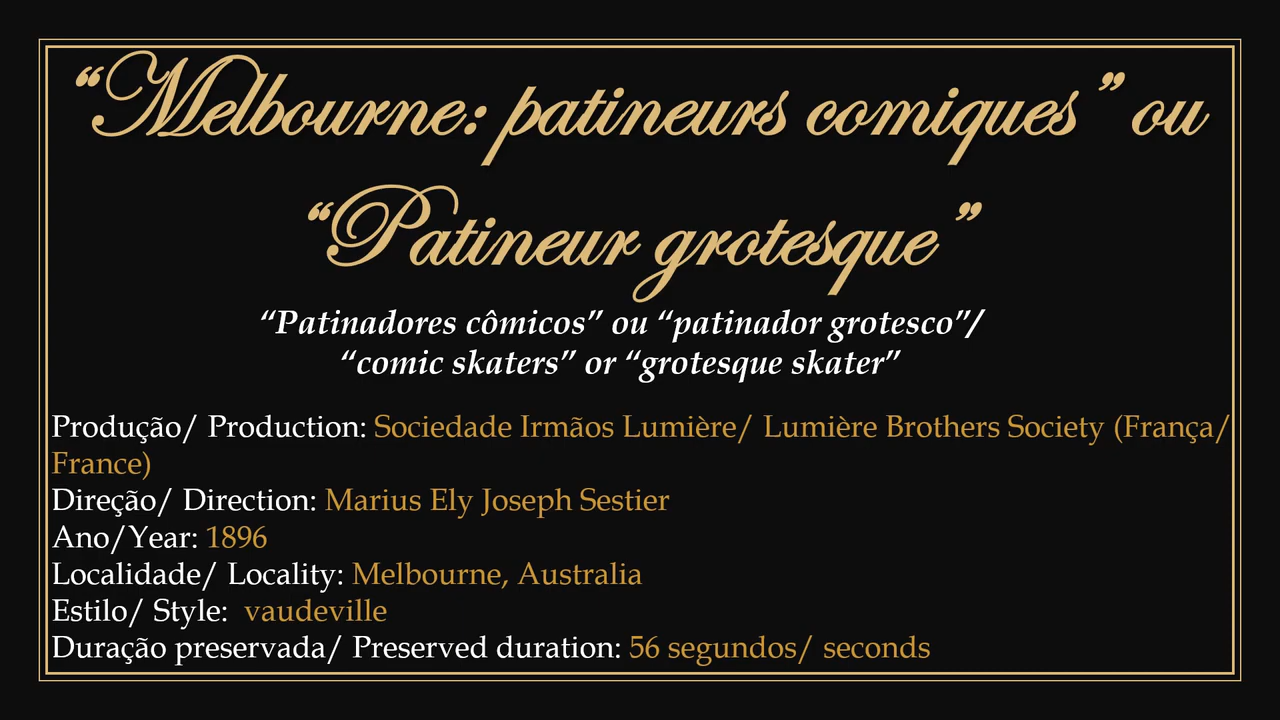 “Melbourne: patineurs comiques” ou
“Patineur grotesque”
“Patinadores cômicos” ou “patinador grotesco”/
“comic skaters” or “grotesque skater”
Produção/ Production: Sociedade Irmãos Lumière/ Lumière Brothers Society (França/
France)
Direção/ Direction: Marius Ely Joseph Sestier
Ano/Year: 1896
Localidade/ Locality: Melbourne, Australia
Estilo/ Style: vaudeville
Duração preservada/ Preserved duration: 56 segundos/ seconds